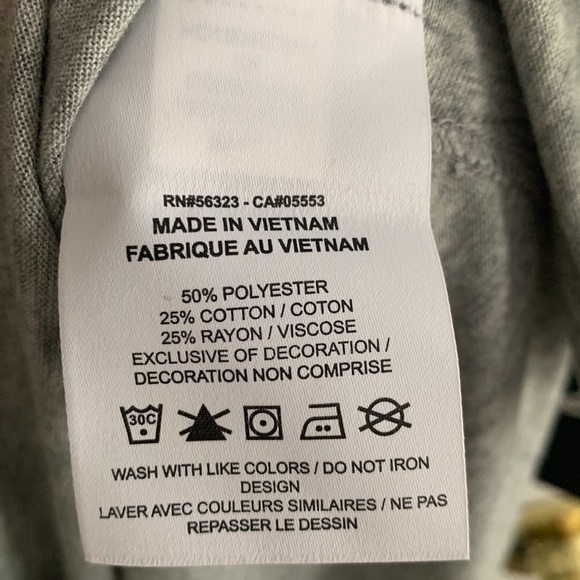 RN#56323 - CA#05553
MADE IN VIETNAM
FABRIQUE AU VIETNAM
50% POLYESTER
25% COTTON / COTON
25% RAYON / VISCOSE
EXCLUSIVE OF DECORATION /
DECORATION NON COMPRISE
30C
WASH WITH LIKE COLORS / DO NOT IRON
DESIGN
LAVER AVEC COULEURS SIMILAIRES / NE PAS
REPASSER LE DESSIN